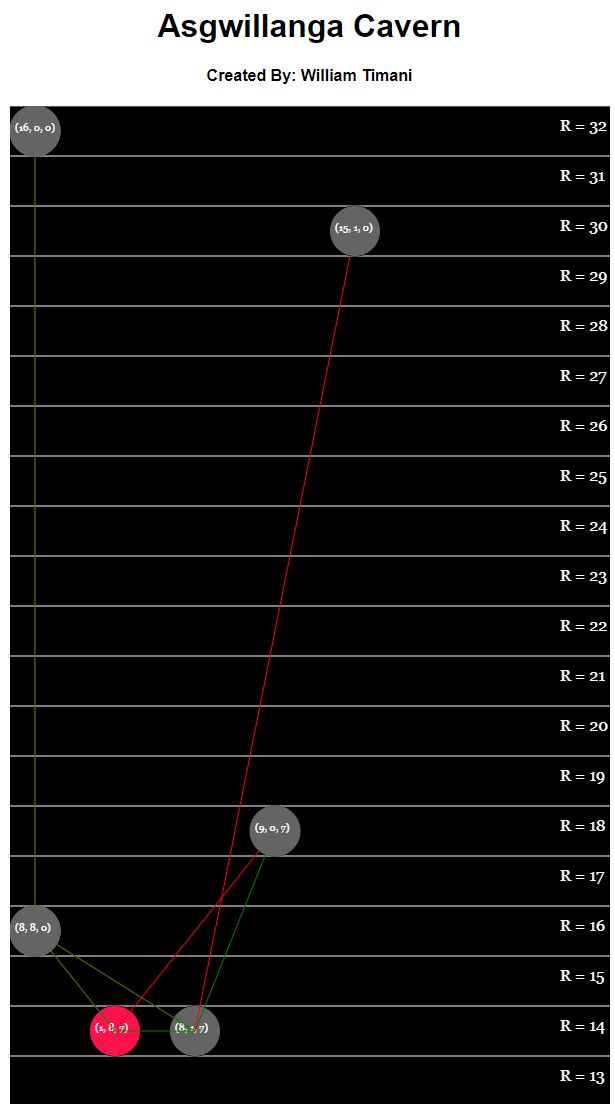 Asgwillanga Cavern
Created By: William Timani
(16, 0, 0)
R = 32
R = 31
(15, 1, 0)
R = 30
R = 29
R = 28
R = 27
R = 26
R = 25
R = 24
R = 23
R = 22
R = 21
R = 20
R = 19
(9, 0, 7)
R = 18
R = 17
(8, 8, 0)
R = 16
R = 15
(1, 8, 7)
(8, 1, 7)
R = 14
R = 13